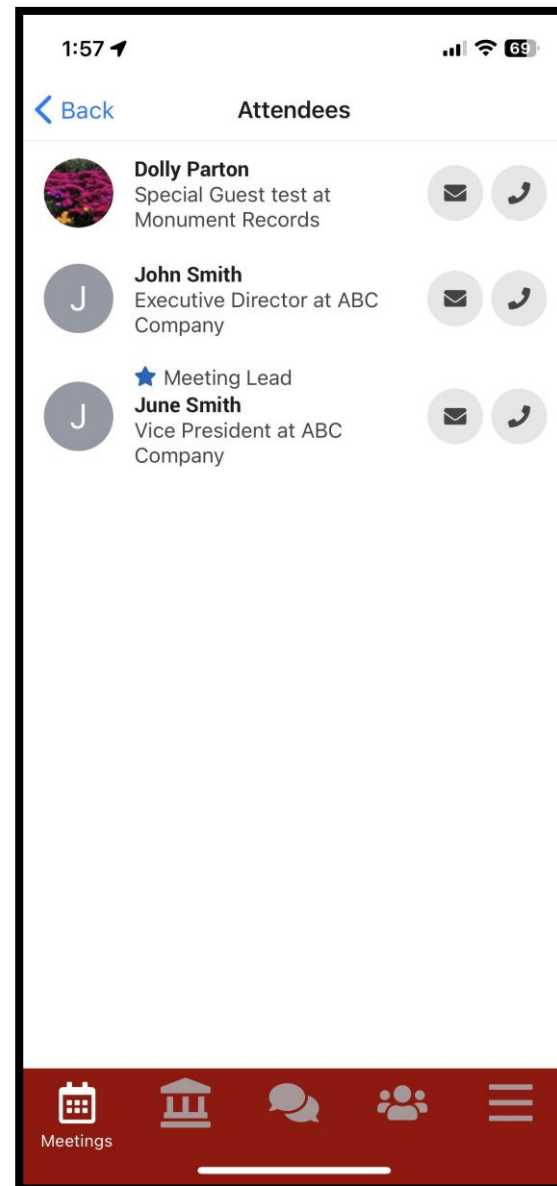 1:57
69
Back
Attendees
Dolly Parton
Special Guest test at
Monument Records
J
John Smith
Executive Director at ABC
Company
Meeting Lead
J
June Smith
Vice President at ABC
Company
Meetings